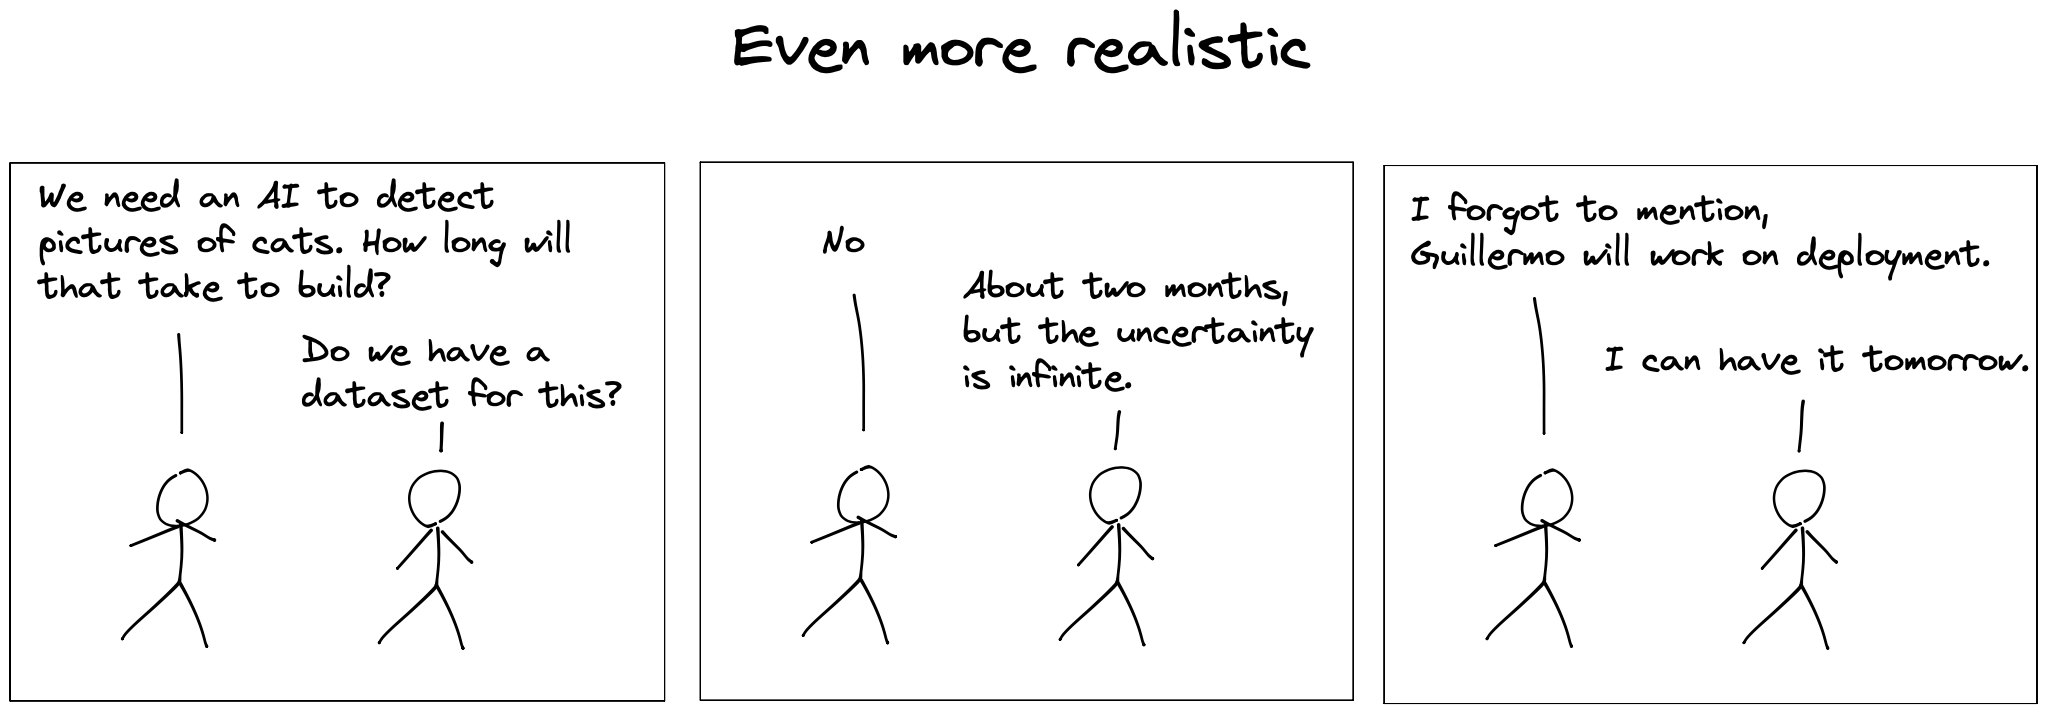 Even more realistic
We need an AI to detect
pictures of cats. How long will
that take to build?
Do we have a
dataset for this?
No
About two months,
but the uncertainty
is infinite.
I forgot to mention,
Guillermo will work on deployment.
I can have it tomorrow.